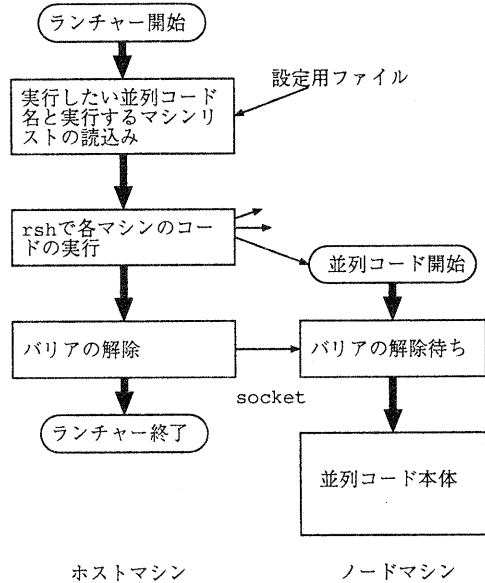 ランチャー開始
設定用ファイル
実行したい並列コード
名と実行するマシンリ
ストの読込み
rshで各マシンのコー
ドの実行
並列コード開始
バリアの解除
バリアの解除待ち
socket
ランチャー終了
並列コード本体
ホストマシン
ノードマシン